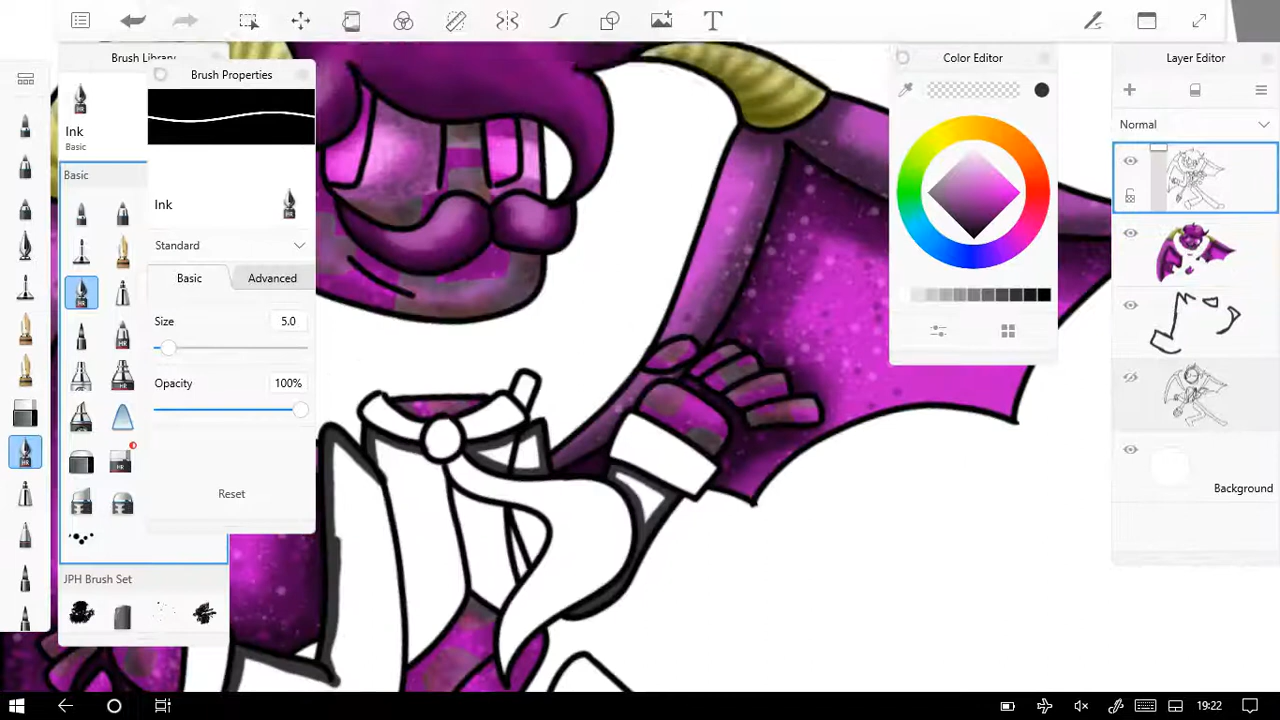 Brush Library
Brush Properties
Color Editor
Layer Editor
Ink
Basic
Normal
Basic
Ink
Standard
Basic
Advanced
Size
5.0
Opacity
100%
Reset
Background
JPH Brush Set
19:22